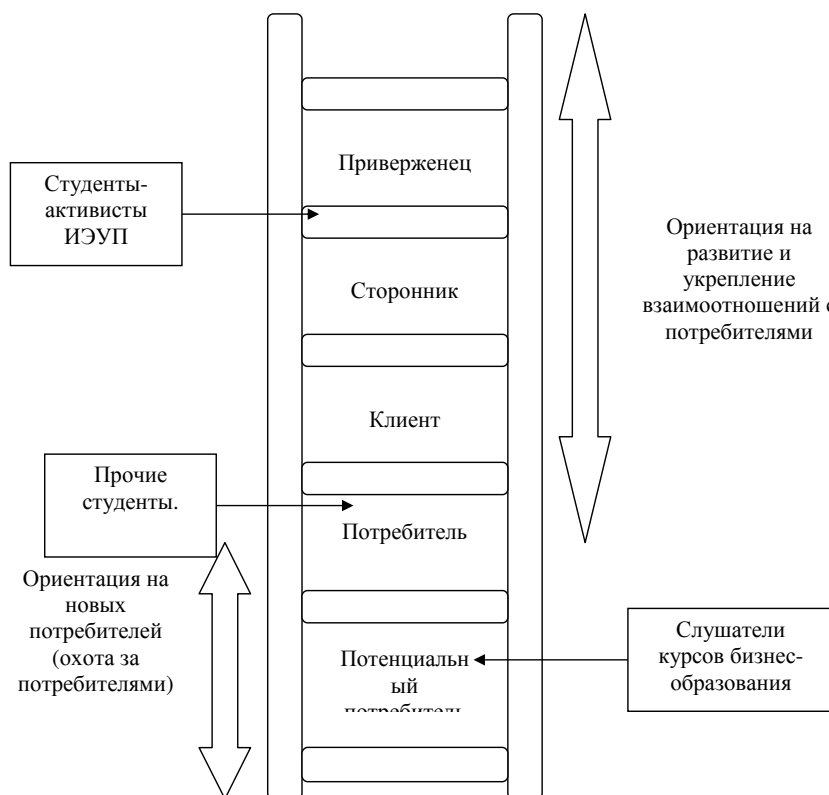 Приверженец
Студенты-
активисты
ИЭУП
Сторонник
Ориентация на
развитие и
укрепление
взаимоотношений с
потребителями
Клиент
Прочие
студенты.
Потребитель
Ориентация на
новых
потребителей
(охота за
потребителями)
Потенциальн
ый
потребитель
Слушатели
курсов бизнес-
образования